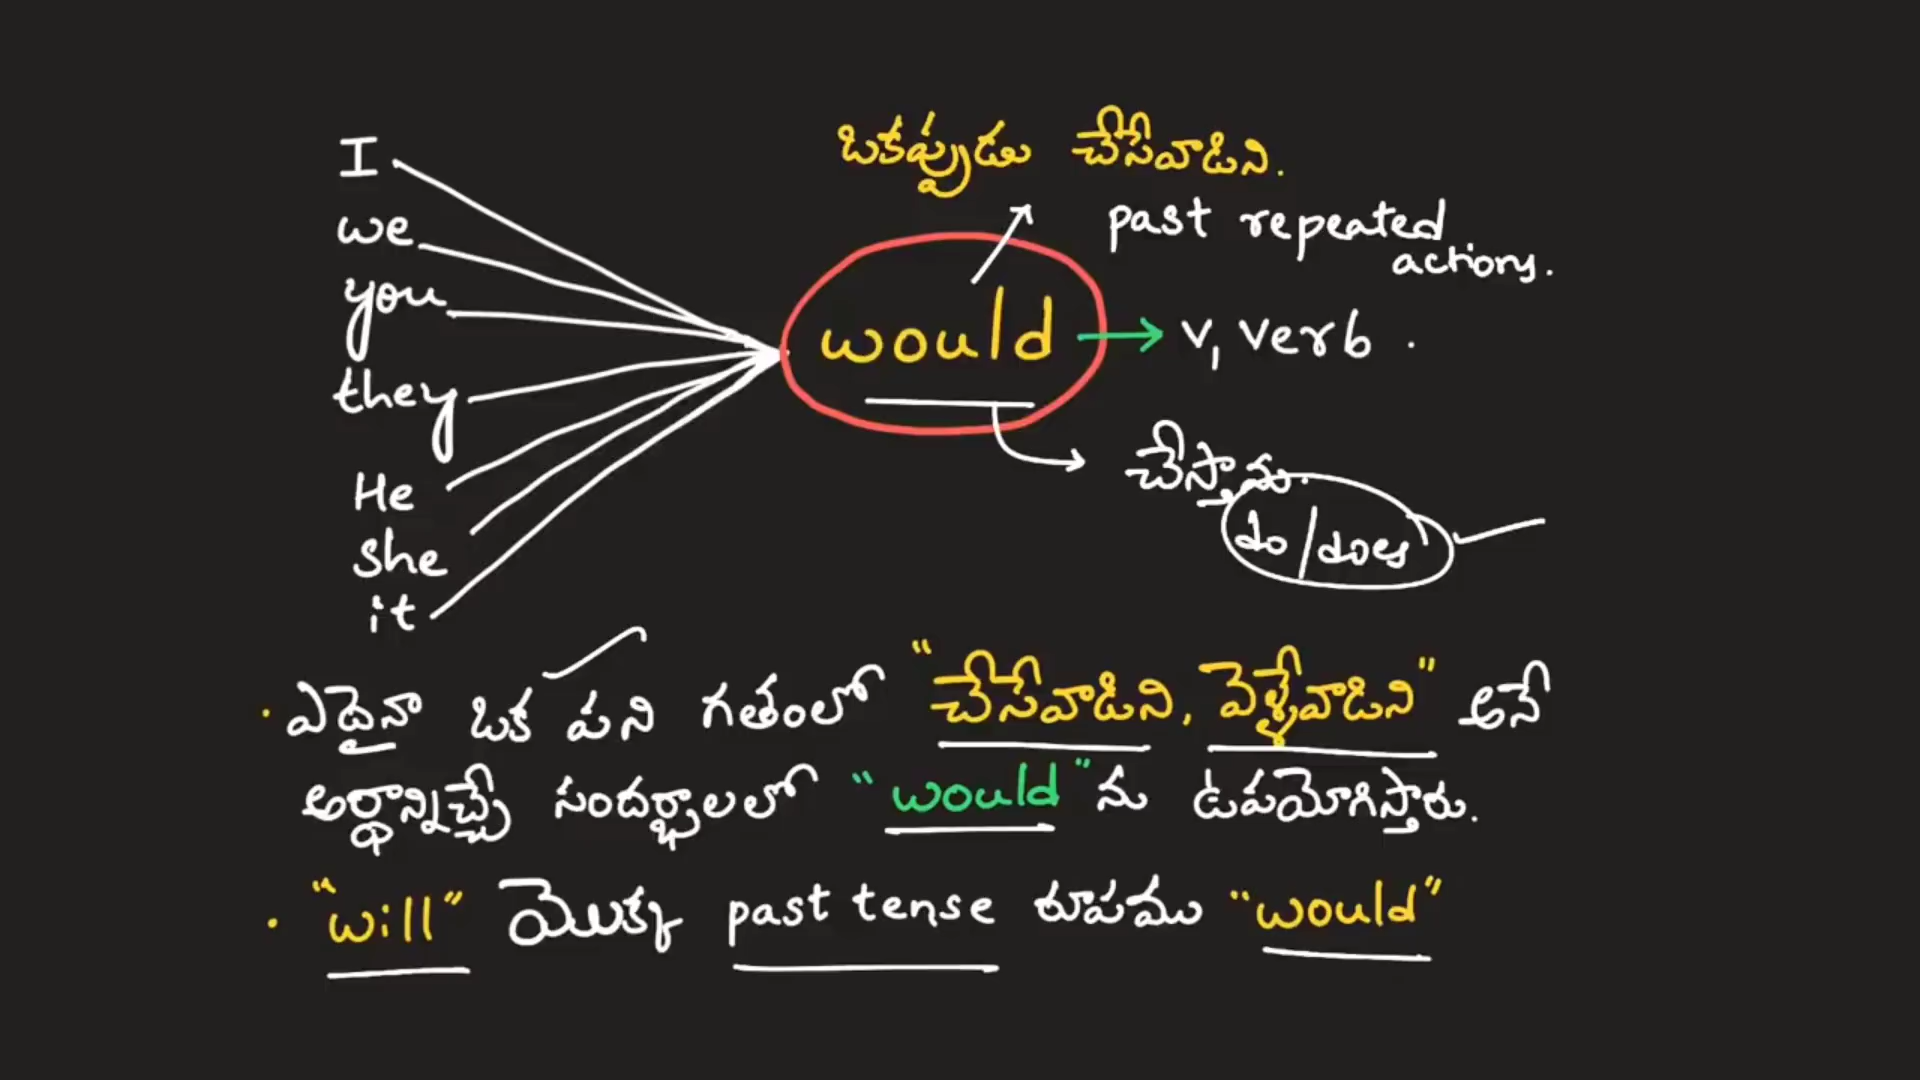 I
we
you
they
He
she
it
ఒకప్పుడు చేసేవాడిని.
past repeated
actions.
would → V1 verb .
చేస్తాను.
do/does
· ఏదైనా ఒక పని గతంలో "చేసేవాడిని, వెళ్ళేవాడిని" అనే
అర్థాన్నిచ్చే సందర్భాలలో "would" ను ఉపయోగిస్తారు.
· "will" యొక్క past tense రూపము "would"